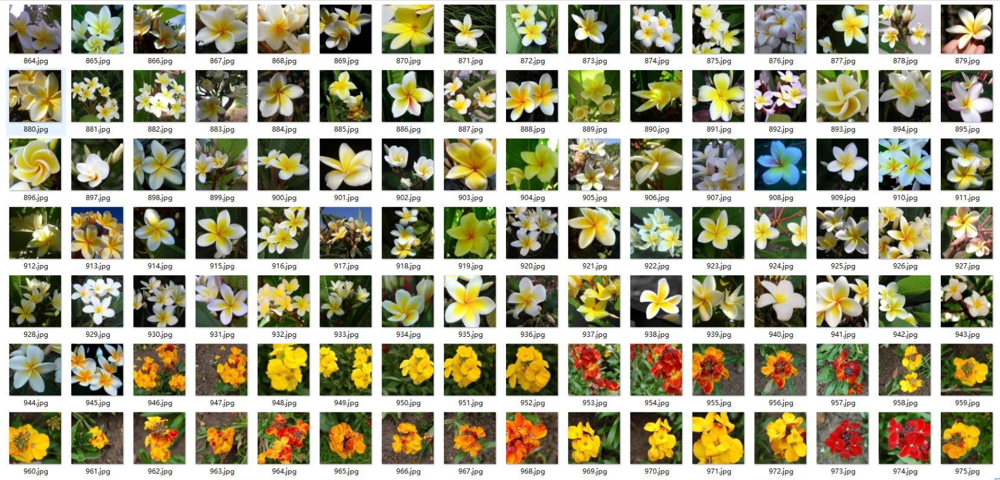 864.jpg 865.jpg 866.jpg 867.jpg 868.jpg 869.jpg 870.jpg 871.jpg 872.jpg 873.jpg 874.jpg 875.jpg 876.jpg 877.jpg 878.jpg 879.jpg
880.jpg 881.jpg 882.jpg 883.jpg 884.jpg 885.jpg 886.jpg 887.jpg 888.jpg 889.jpg 890.jpg 891.jpg 892.jpg 893.jpg 894.jpg 895.jpg
896.jpg 897.jpg 898.jpg 899.jpg 900.jpg 901.jpg 902.jpg 903.jpg 904.jpg 905.jpg 906.jpg 907.jpg 908.jpg 909.jpg 910.jpg 911.jpg
912.jpg 913.jpg 914.jpg 915.jpg 916.jpg 917.jpg 918.jpg 919.jpg 920.jpg 921.jpg 922.jpg 923.jpg 924.jpg 925.jpg 926.jpg 927.jpg
928.jpg 929.jpg 930.jpg 931.jpg 932.jpg 933.jpg 934.jpg 935.jpg 936.jpg 937.jpg 938.jpg 939.jpg 940.jpg 941.jpg 942.jpg 943.jpg
944.jpg 945.jpg 946.jpg 947.jpg 948.jpg 949.jpg 950.jpg 951.jpg 952.jpg 953.jpg 954.jpg 955.jpg 956.jpg 957.jpg 958.jpg 959.jpg
960.jpg 961.jpg 962.jpg 963.jpg 964.jpg 965.jpg 966.jpg 967.jpg 968.jpg 969.jpg 970.jpg 971.jpg 972.jpg 973.jpg 974.jpg 975.jpg